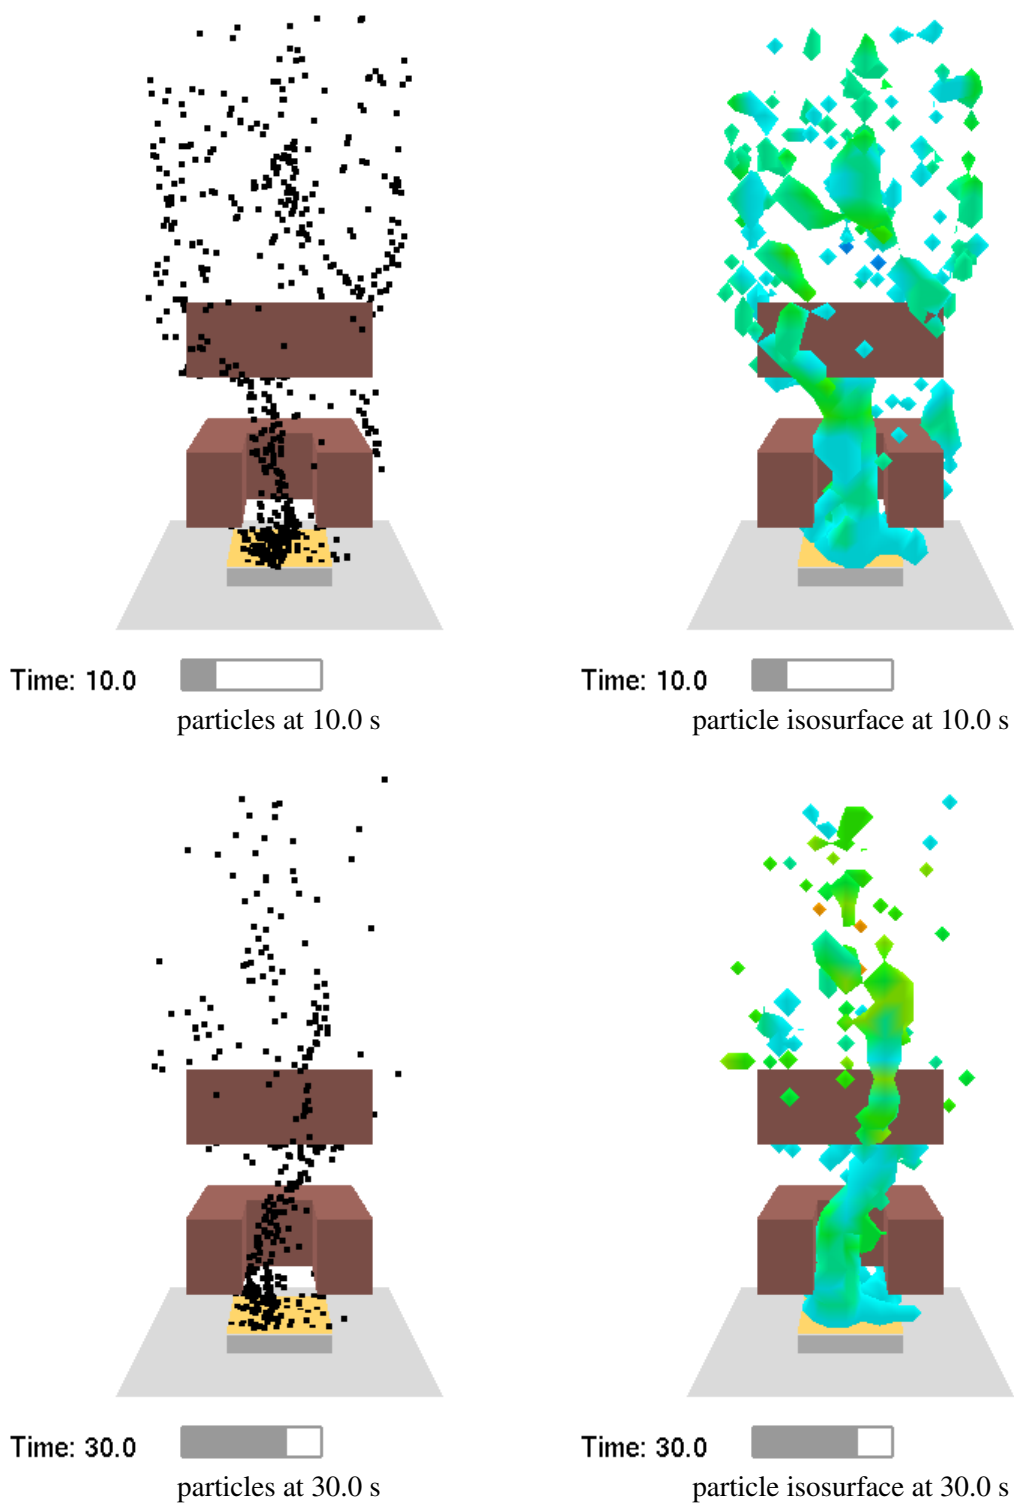 Time: 10.0
Time: 10.0
particles at 10.0 s
particle isosurface at 10.0 s
Time: 30.0
Time: 30.0
particles at 30.0 s
particle isosurface at 30.0 s